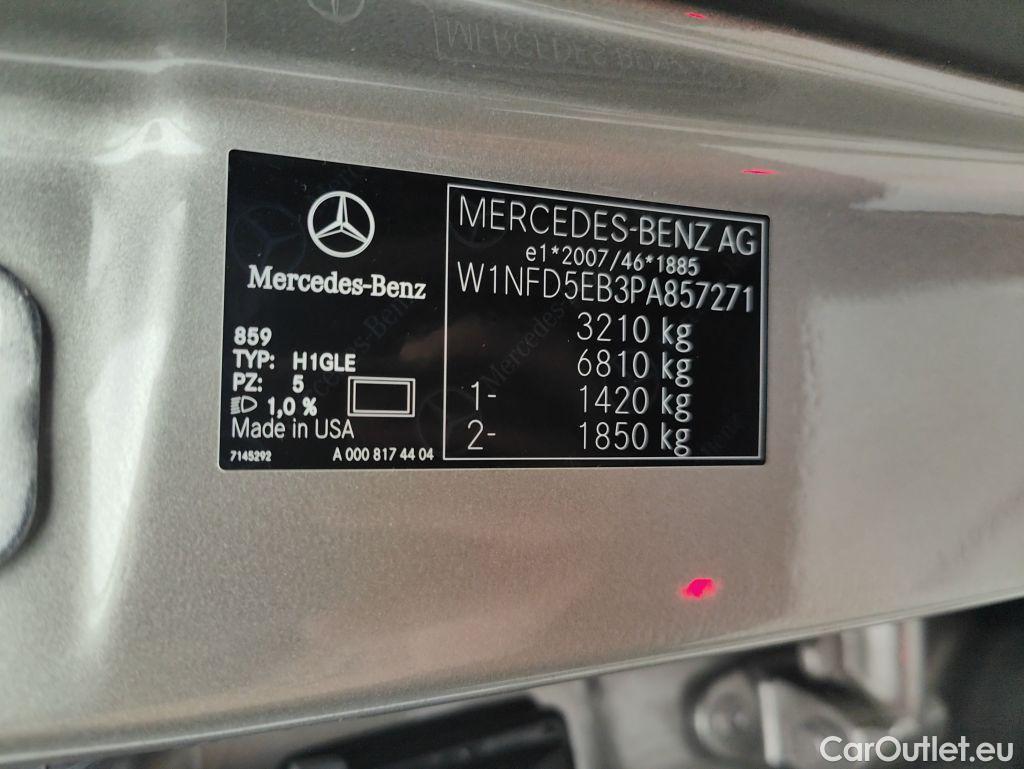 Mercedes-Benz
859
TYP: H1GLE
PZ: 5
1,0 %
Made in USA
7145292 A 000 817 44 04
MERCEDES-BENZ AG
e1*2007/46*1885
W1NFD5EB3PA857271
3210 kg
6810 kg
1- 1420 kg
2- 1850 kg
CarOutlet.eu